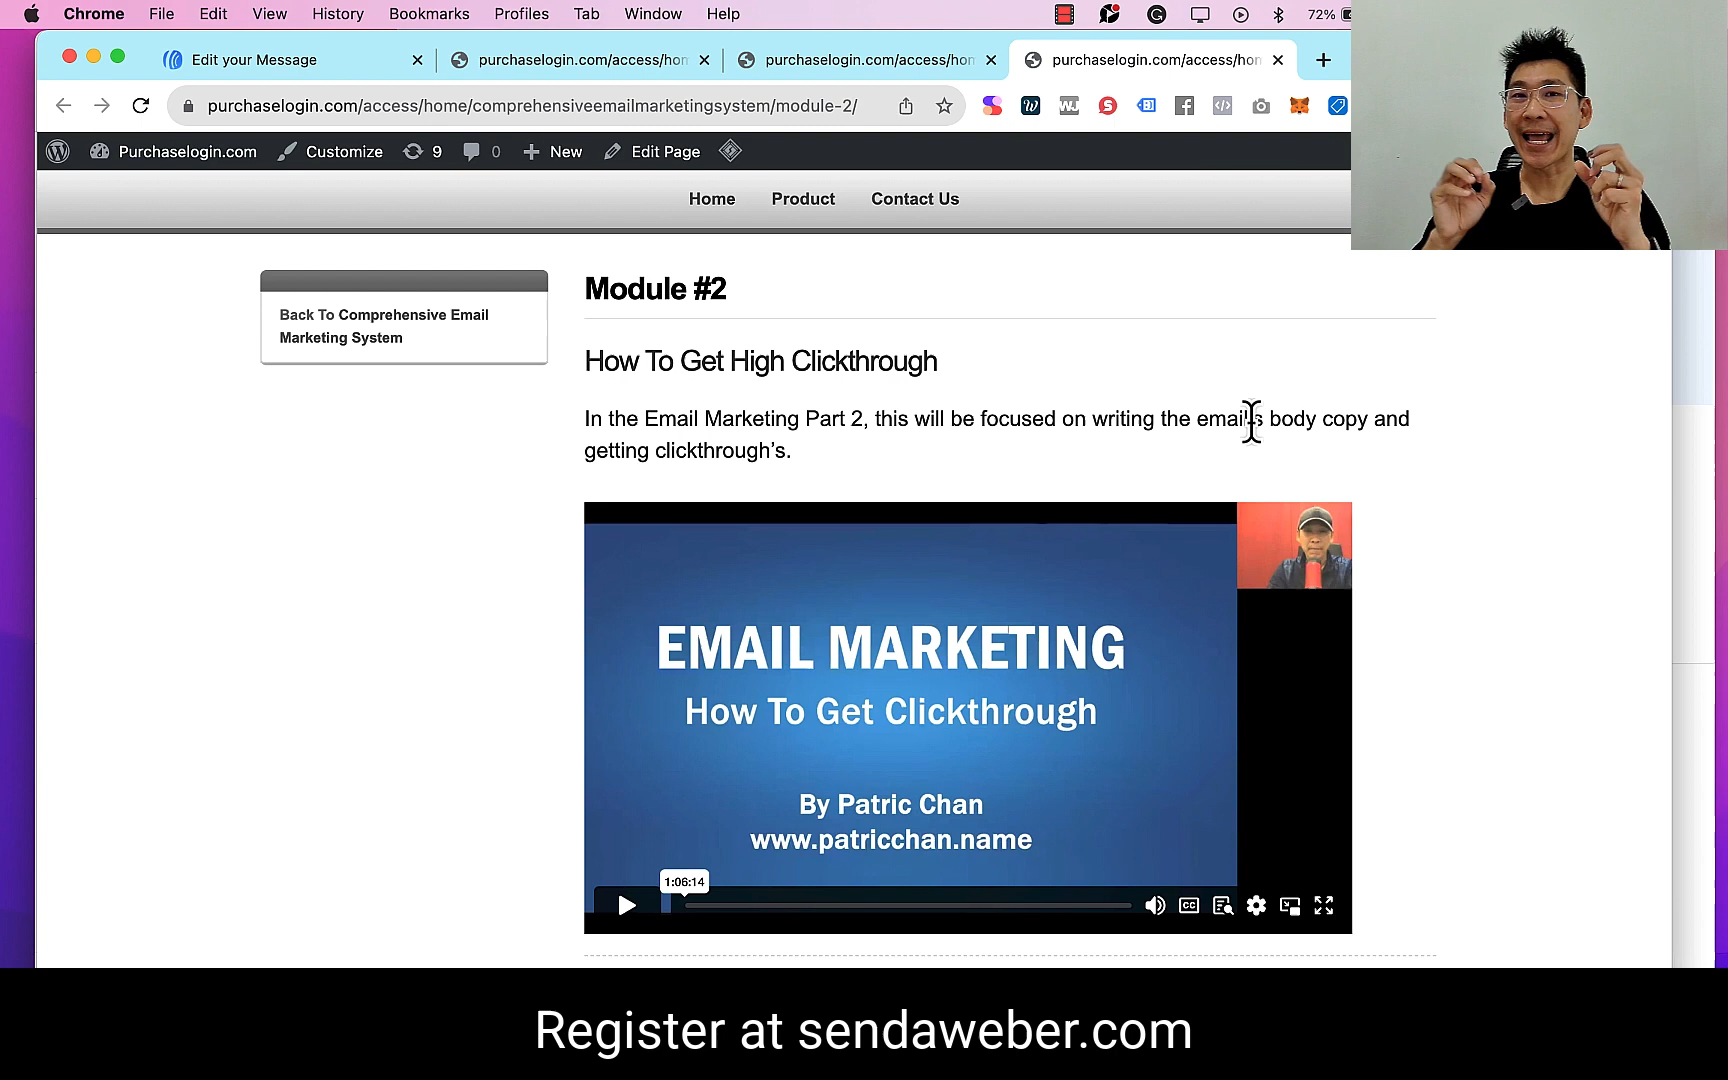 Chrome File Edit View History Bookmarks Profiles Tab Window Help 72%
Edit your Message purchaselogin.com/access/hon purchaselogin.com/access/hon purchaselogin.com/access/hon
purchaselogin.com/access/home/comprehensiveemailmarketingsystem/module-2/
Purchaselogin.com Customize 9 0 New Edit Page
Home Product Contact Us
Back To Comprehensive Email
Marketing System
Module #2
How To Get High Clickthrough
In the Email Marketing Part 2, this will be focused on writing the email's body copy and
getting clickthrough’s.
EMAIL MARKETING
How To Get Clickthrough
By Patric Chan
www.patricchan.name
1:06:14
CC
Register at sendaweber.com